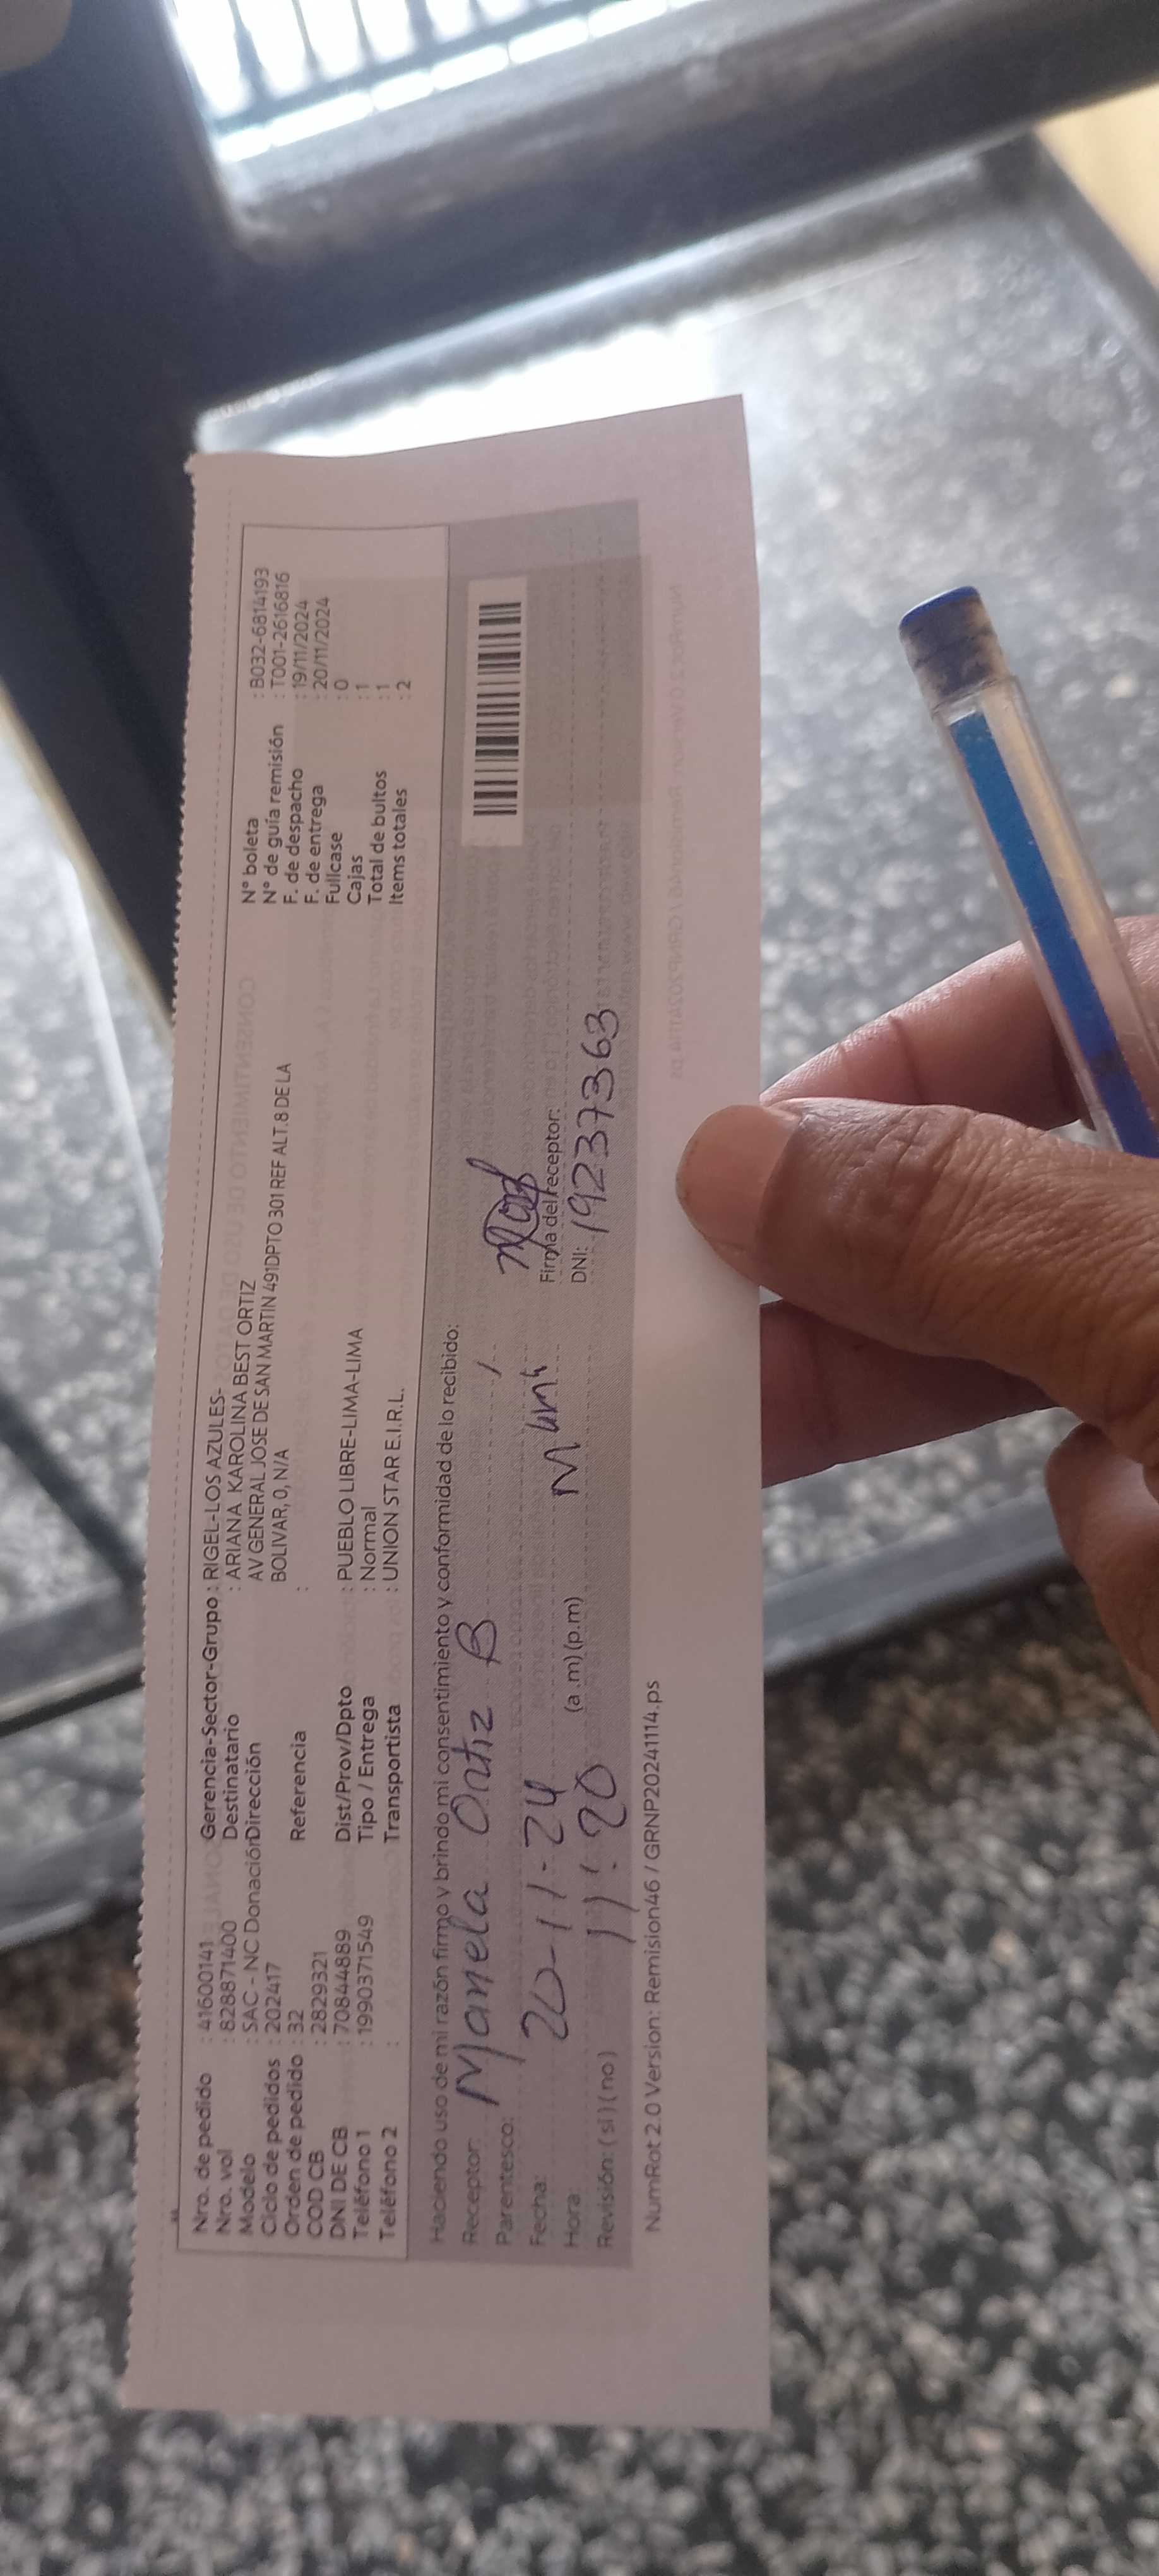 Nro. de pedido : 41600141
Nro. vol : 828871400
Modelo : SAC - NC Donación
Ciclo de pedidos : 202417
Orden de pedido : 32
COD CB : 2829321
DNI DE CB : 70844889
Teléfono 1 : 1990371549
Teléfono 2 :
Gerencia-Sector-Grupo : RIGEL-LOS AZULES-
Destinatario : ARIANA KAROLINA BEST ORTIZ
Dirección AV GENERAL JOSE DE SAN MARTIN 491DPTO 301 REF ALT.8 DE LA
BOLIVAR, 0, N/A
Referencia :
Dist/Prov/Dpto : PUEBLO LIBRE-LIMA-LIMA
Tipo / Entrega : Normal
Transportista : UNION STAR E.I.R.L.
N° boleta : B032-6814193
N° de guía remisión : T001-2616816
F. de despacho : 19/11/2024
F. de entrega : 20/11/2024
Fullcase : 0
Cajas : 1
Total de bultos : 1
Items totales : 2
Haciendo uso de mi razón firmo y brindo mi consentimiento y conformidad de lo recibido:
Receptor: Manela Ortiz B
Parentesco:
Fecha: 20-11-24
Hora: 11:20 (a.m) (p.m)
Revisión: ( si ) ( no )
Firma del receptor:
DNI: 19237363
NumRot 2.0 Version: Remision46 / GRNP20241114.ps